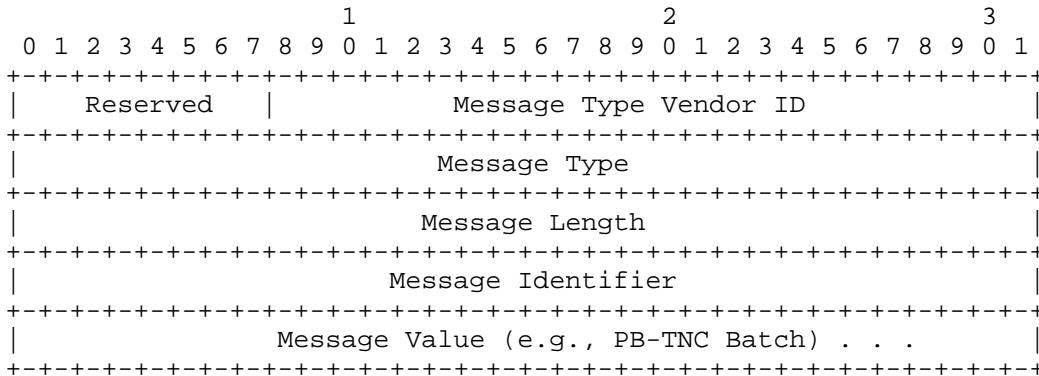 1                   2                   3
 0 1 2 3 4 5 6 7 8 9 0 1 2 3 4 5 6 7 8 9 0 1 2 3 4 5 6 7 8 9 0 1
+-+-+-+-+-+-+-+-+-+-+-+-+-+-+-+-+-+-+-+-+-+-+-+-+-+-+-+-+-+-+-+-+
|    Reserved   |           Message Type Vendor ID              |
+-+-+-+-+-+-+-+-+-+-+-+-+-+-+-+-+-+-+-+-+-+-+-+-+-+-+-+-+-+-+-+-+
|                          Message Type                         |
+-+-+-+-+-+-+-+-+-+-+-+-+-+-+-+-+-+-+-+-+-+-+-+-+-+-+-+-+-+-+-+-+
|                         Message Length                        |
+-+-+-+-+-+-+-+-+-+-+-+-+-+-+-+-+-+-+-+-+-+-+-+-+-+-+-+-+-+-+-+-+
|                       Message Identifier                      |
+-+-+-+-+-+-+-+-+-+-+-+-+-+-+-+-+-+-+-+-+-+-+-+-+-+-+-+-+-+-+-+-+
|                Message Value (e.g., PB-TNC Batch) . . .       |
+-+-+-+-+-+-+-+-+-+-+-+-+-+-+-+-+-+-+-+-+-+-+-+-+-+-+-+-+-+-+-+-+